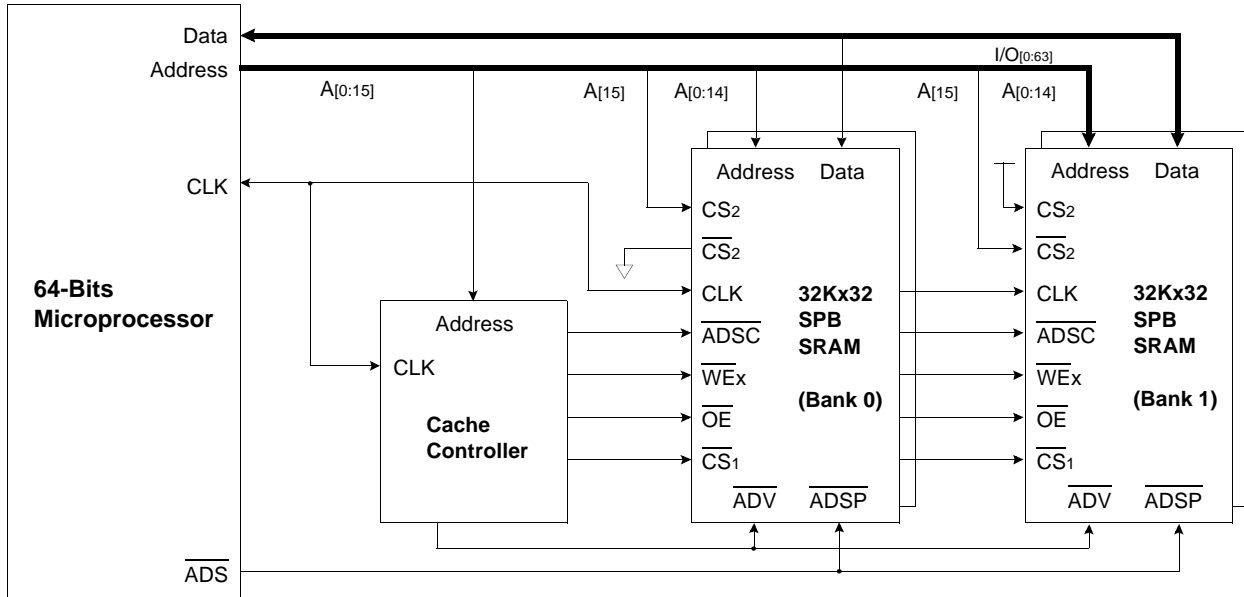 Data
I/O[0:63]
Address
A[0:15]
A[15]
A[0:14]
A[15]
A[0:14]
CLK
64-Bits
Microprocessor
ADS
Address
CLK
Cache
Controller
Address Data
CS2
CS2
CLK
ADSC
WEx
OE
CS1
ADV ADSP
32Kx32
SPB
SRAM
(Bank 0)
Address Data
CS2
CS2
CLK
ADSC
WEx
OE
CS1
ADV ADSP
32Kx32
SPB
SRAM
(Bank 1)